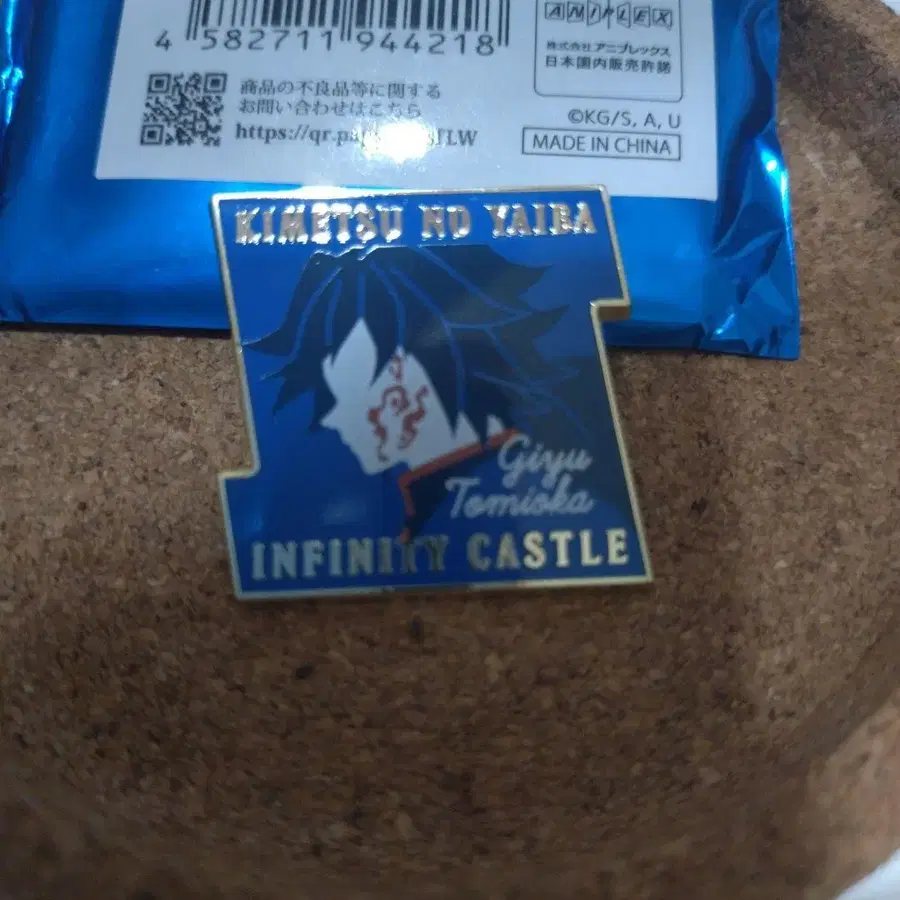 4 582711 944218
商品の不良品等に関する
お問い合わせはこちら
ANIPLEX
株式会社 アニプレックス
日本国内販売許諾
©KG/S, A, U
MADE IN CHINA
KIMETSU NO YAIBA
Giyu
Tomioka
INFINITY CASTLE